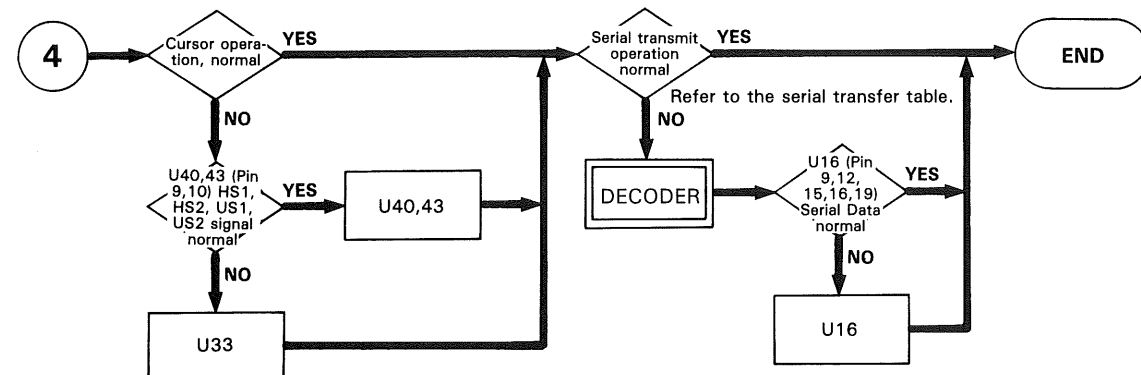 4
Cursor opera-
tion, normal
YES
NO
U40,43 (Pin
9,10) HS1,
HS2, US1,
US2 signal
normal
YES
U40,43
NO
U33
Serial transmit
operation
normal
YES
Refer to the serial transfer table.
NO
DECODER
U16 (Pin
9,12,
15,16,19)
Serial Data
normal
YES
NO
U16
END